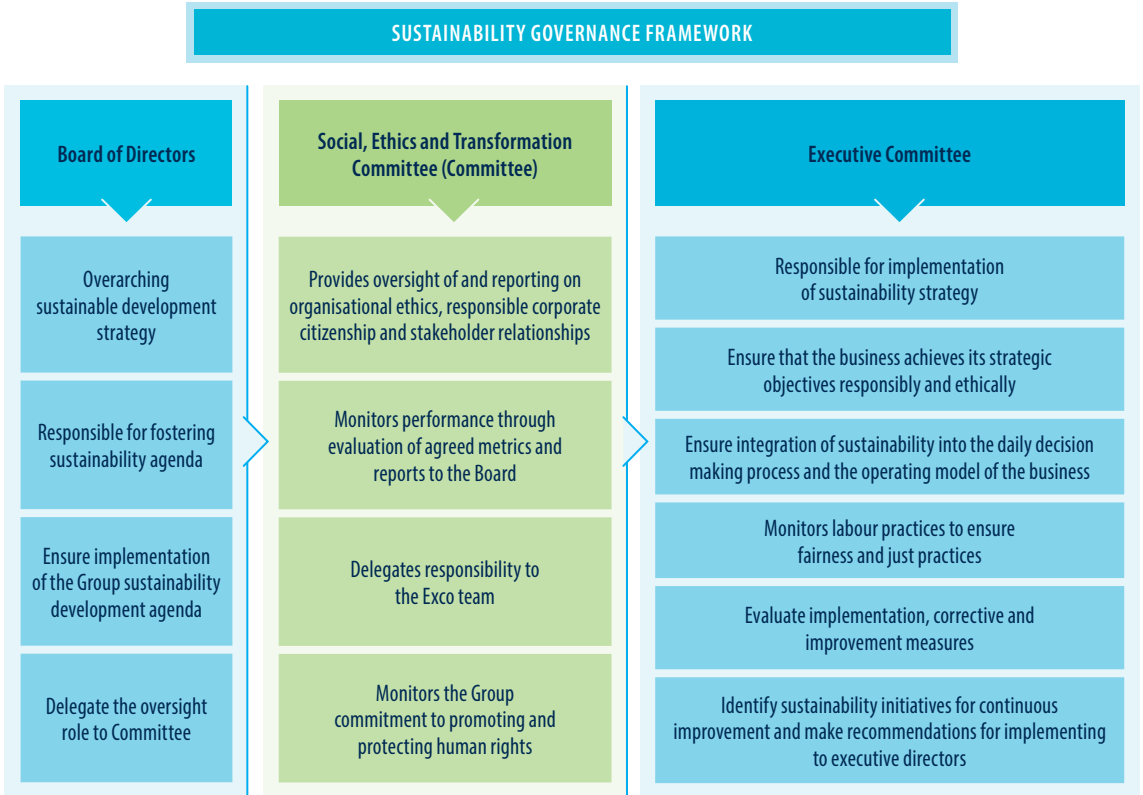 SUSTAINABILITY GOVERNANCE FRAMEWORK
Board of Directors
Overarching
sustainable development
strategy
Responsible for fostering
sustainability agenda
Ensure implementation
of the Group sustainability
development agenda
Delegate the oversight
role to Committee
Social, Ethics and Transformation
Committee (Committee)
Provides oversight of and reporting on
organisational ethics, responsible corporate
citizenship and stakeholder relationships
Monitors performance through
evaluation of agreed metrics and
reports to the Board
Delegates responsibility to
the Exco team
Monitors the Group
commitment to promoting and
protecting human rights
Executive Committee
Responsible for implementation
of sustainability strategy
Ensure that the business achieves its strategic
objectives responsibly and ethically
Ensure integration of sustainability into the daily decision
making process and the operating model of the business
Monitors labour practices to ensure
fairness and just practices
Evaluate implementation, corrective and
improvement measures
Identify sustainability initiatives for continuous
improvement and make recommendations for implementing
to executive directors